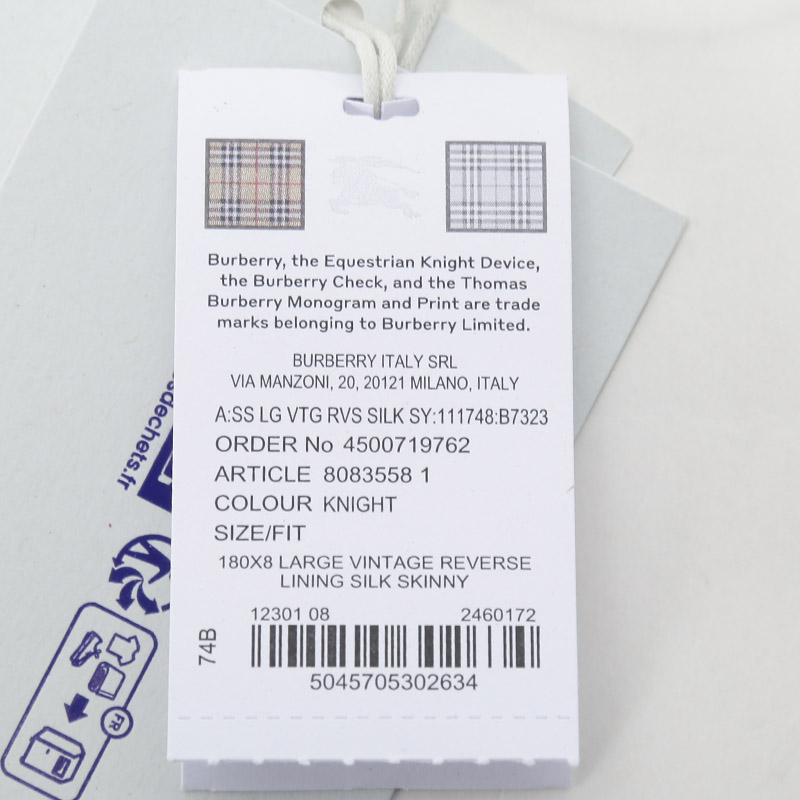 Burberry, the Equestrian Knight Device,
the Burberry Check, and the Thomas
Burberry Monogram and Print are trade
marks belonging to Burberry Limited.
BURBERRY ITALY SRL
VIA MANZONI, 20, 20121 MILANO, ITALY
A:SS LG VTG RVS SILK SY:111748:B7323
ORDER No 4500719762
ARTICLE 8083558 1
COLOUR KNIGHT
SIZE/FIT
180X8 LARGE VINTAGE REVERSE
LINING SILK SKINNY
12301 08 2460172
74B
5045705302634
sdechets.fr
FR